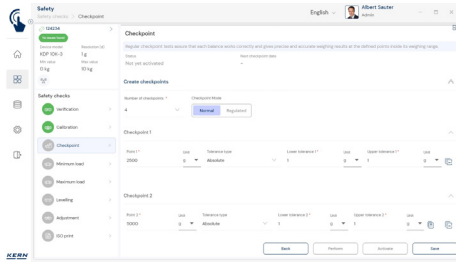 Safety
Safety checks > Checkpoint
English
Albert Sauter
Admin
Device model
Resolution (d)
KDP 10K-3
1 g
Min value
Max value
0 kg
10 kg
Safety checks
Verification
Calibration
Checkpoint
Minimum load
Maximum load
Levelling
Adjustment
ISO print
KERN
Checkpoint
Regular checkpoint tests assure that each balance works correctly and gives precise and accurate weighing results at the defined points inside its weighing range.
Status
Next checkpoint date
Not yet activated
–
Create checkpoints
Number of checkpoints *
Checkpoint Mode
4
Normal
Regulated
Checkpoint 1
Point 1 *
Unit
Tolerance type
Lower tolerance 1 *
Unit
Upper tolerance 1 *
Unit
2000
g
Absolute
1
g
1
g
Checkpoint 2
Point 2 *
Unit
Tolerance type
Lower tolerance 2 *
Unit
Upper tolerance 2 *
Unit
g
Absolute
1
g
1
g
Back
Perform
Activate
Save